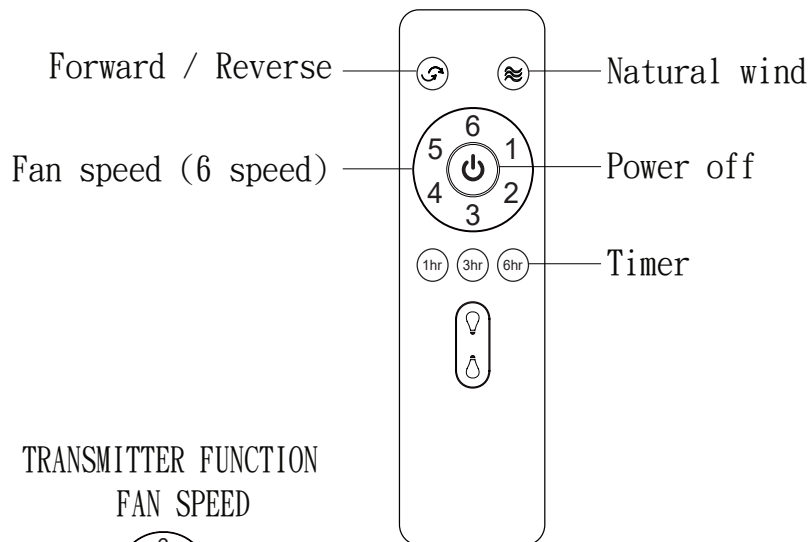 Forward / Reverse
Natural wind
6
5
1
Fan speed (6 speed)
Power off
4
2
3
1hr 3hr 6hr
Timer
TRANSMITTER FUNCTION
FAN SPEED